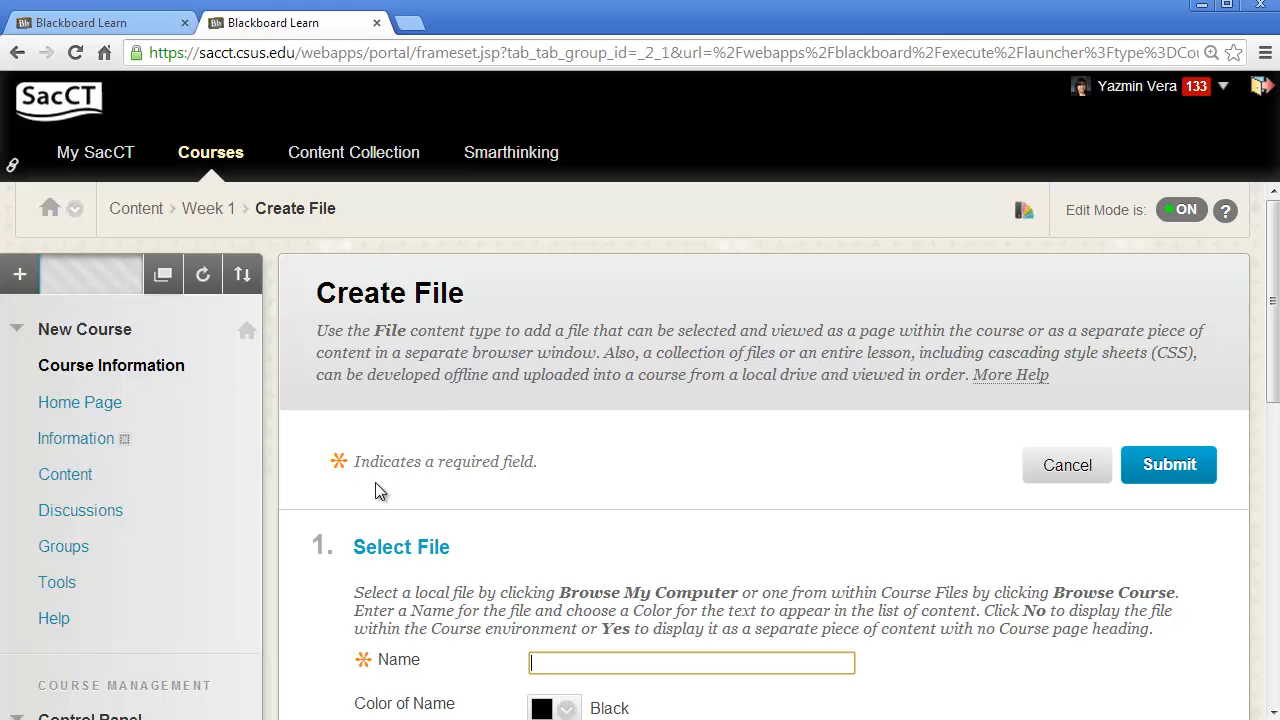 Blackboard Learn
Blackboard Learn
https://sacct.csus.edu/webapps/portal/frameset.jsp?tab_tab_group_id=_2_1&url=%2Fwebapps%2Fblackboard%2Fexecute%2Flauncher%3Ftype%3DCou
SacCT
Yazmin Vera 133
My SacCT Courses Content Collection Smarthinking
Content > Week 1 > Create File
Edit Mode is: ON ?
New Course
Course Information
Home Page
Information
Content
Discussions
Groups
Tools
Help
COURSE MANAGEMENT
Control Panel
Create File
Use the File content type to add a file that can be selected and viewed as a page within the course or as a separate piece of
content in a separate browser window. Also, a collection of files or an entire lesson, including cascading style sheets (CSS),
can be developed offline and uploaded into a course from a local drive and viewed in order. More Help
Indicates a required field.
Cancel Submit
1. Select File
Select a local file by clicking Browse My Computer or one from within Course Files by clicking Browse Course.
Enter a Name for the file and choose a Color for the text to appear in the list of content. Click No to display the file
within the Course environment or Yes to display it as a separate piece of content with no Course page heading.
Name
Color of Name Black